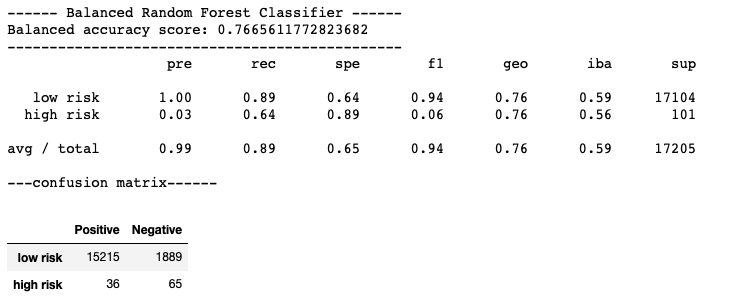 ------ Balanced Random Forest Classifier ------
Balanced accuracy score: 0.7665611772823682
-----------------------------------------------
pre rec spe f1 geo iba sup
low risk 1.00 0.89 0.64 0.94 0.76 0.59 17104
high risk 0.03 0.64 0.89 0.06 0.76 0.56 101
avg / total 0.99 0.89 0.65 0.94 0.76 0.59 17205
---confusion matrix------
Positive Negative
low risk 15215 1889
high risk 36 65